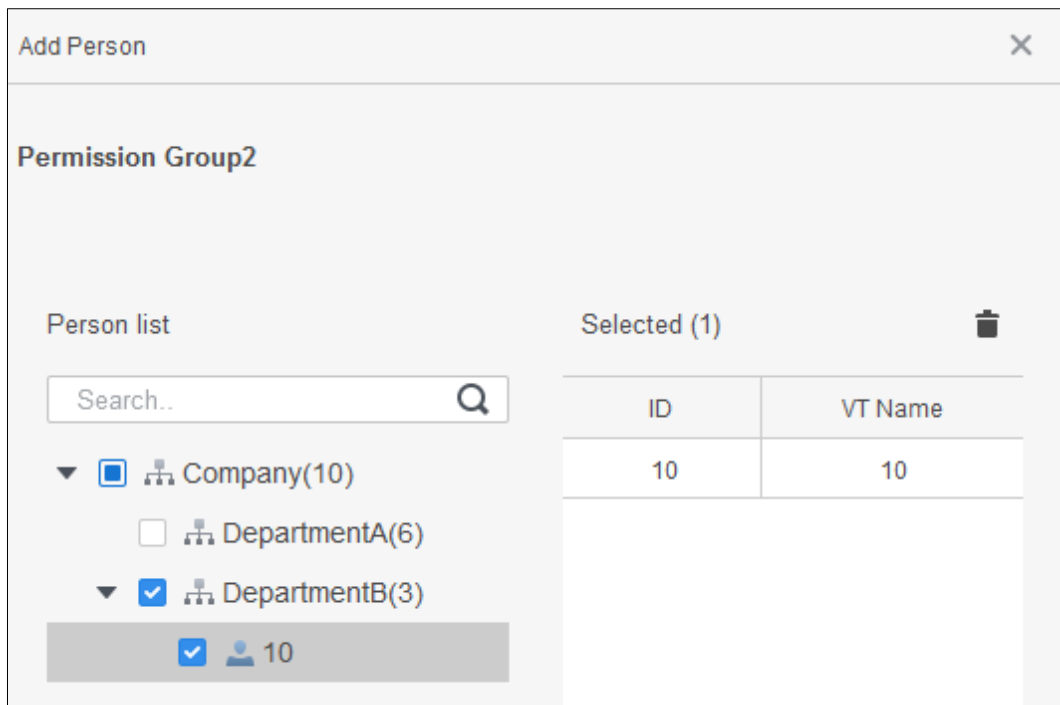 Add Person
Permission Group2
Person list
Search..
Company(10)
DepartmentA(6)
DepartmentB(3)
10
Selected (1)
ID VT Name
10 10